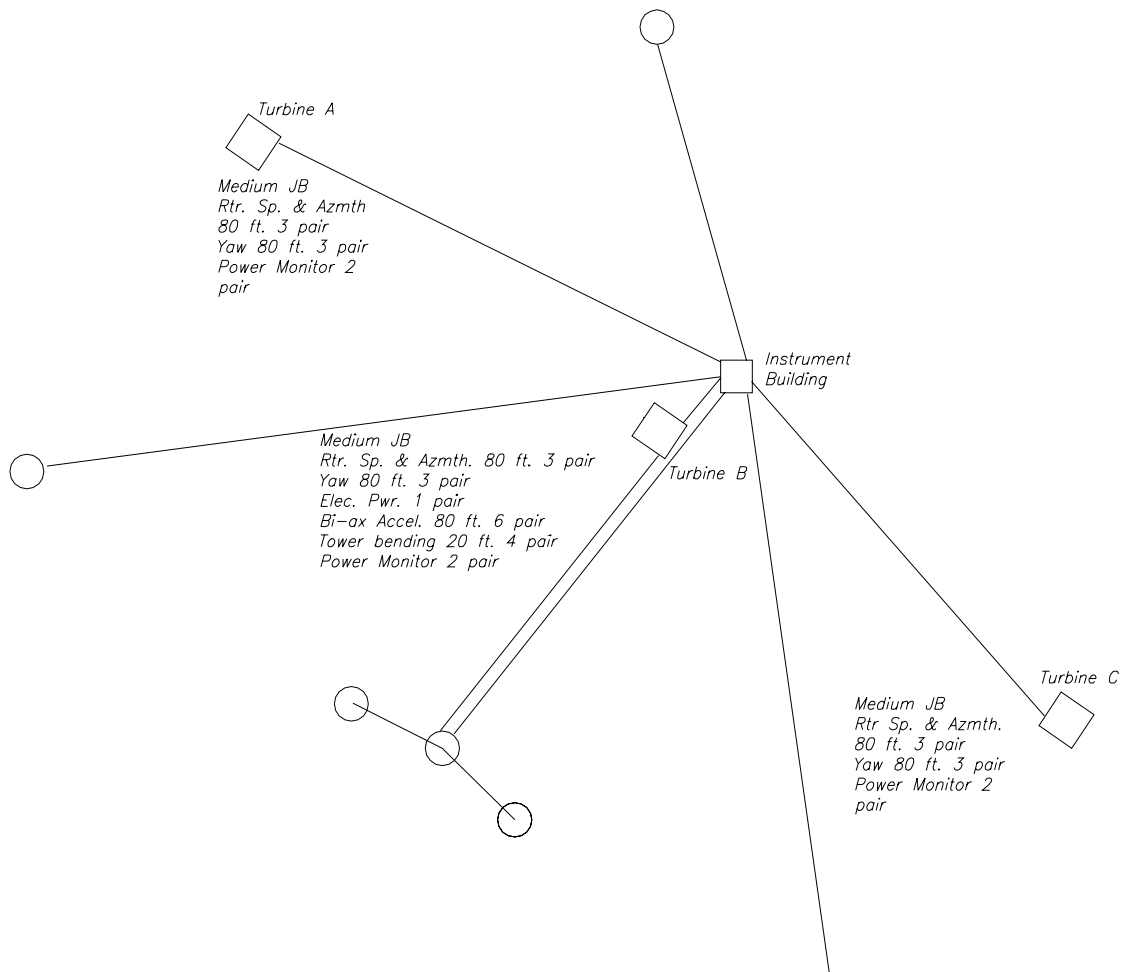 Turbine A
Medium JB
Rtr. Sp. & Azmth
80 ft. 3 pair
Yaw 80 ft. 3 pair
Power Monitor 2
pair
Instrument
Building
Medium JB
Rtr. Sp. & Azmth. 80 ft. 3 pair
Yaw 80 ft. 3 pair
Elec. Pwr. 1 pair
Bi-ax Accel. 80 ft. 6 pair
Tower bending 20 ft. 4 pair
Power Monitor 2 pair
Turbine B
Turbine C
Medium JB
Rtr Sp. & Azmth.
80 ft. 3 pair
Yaw 80 ft. 3 pair
Power Monitor 2
pair